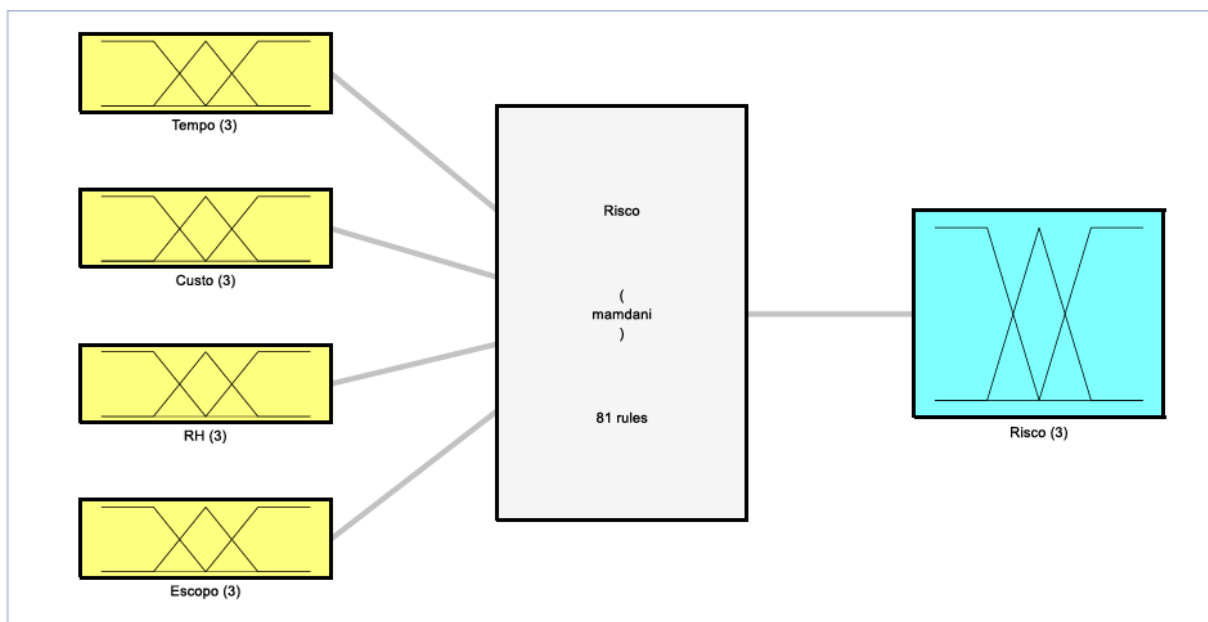 Tempo (3)
Custo (3)
RH (3)
Escopo (3)
Risco
(
mamdani
)
81 rules
Risco (3)